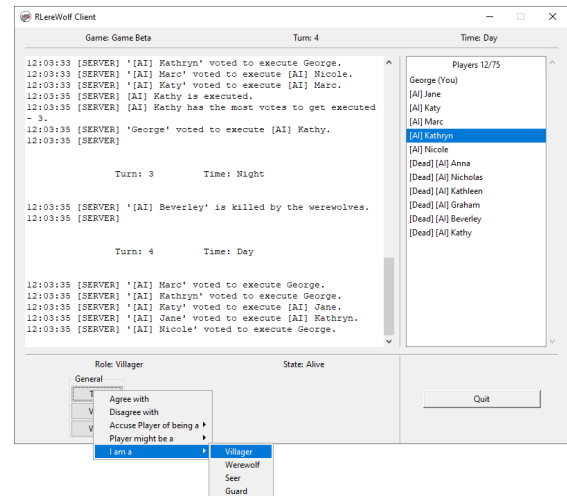 RLereWolf Client
Game: Game Beta Turn: 4 Time: Day
12:03:33 [SERVER] '[AI] Kathryn' voted to execute George.
12:03:33 [SERVER] '[AI] Marc' voted to execute [AI] Nicole.
12:03:33 [SERVER] '[AI] Katy' voted to execute [AI] Marc.
12:03:35 [SERVER] [AI] Kathy is executed.
12:03:35 [SERVER] [AI] Kathy has the most votes to get executed
- 3.
12:03:35 [SERVER] 'George' voted to execute [AI] Kathy.
12:03:35 [SERVER]
Turn: 3 Time: Night
12:03:35 [SERVER] '[AI] Beverley' is killed by the werewolves.
12:03:35 [SERVER]
Turn: 4 Time: Day
12:03:35 [SERVER] '[AI] Marc' voted to execute George.
12:03:35 [SERVER] '[AI] Kathryn' voted to execute George.
12:03:35 [SERVER] '[AI] Katy' voted to execute [AI] Jane.
12:03:35 [SERVER] '[AI] Jane' voted to execute [AI] Kathryn.
12:03:35 [SERVER] '[AI] Nicole' voted to execute George.
Players 12/75
George (You)
[AI] Jane
[AI] Katy
[AI] Marc
[AI] Kathryn
[AI] Nicole
[Dead] [AI] Anna
[Dead] [AI] Nicholas
[Dead] [AI] Kathleen
[Dead] [AI] Graham
[Dead] [AI] Beverley
[Dead] [AI] Kathy
Role: Villager State: Alive
General
T
V
W
Agree with
Disagree with
Accuse Player of being a
Player might be a
I am a
Villager
Werewolf
Seer
Guard
Quit